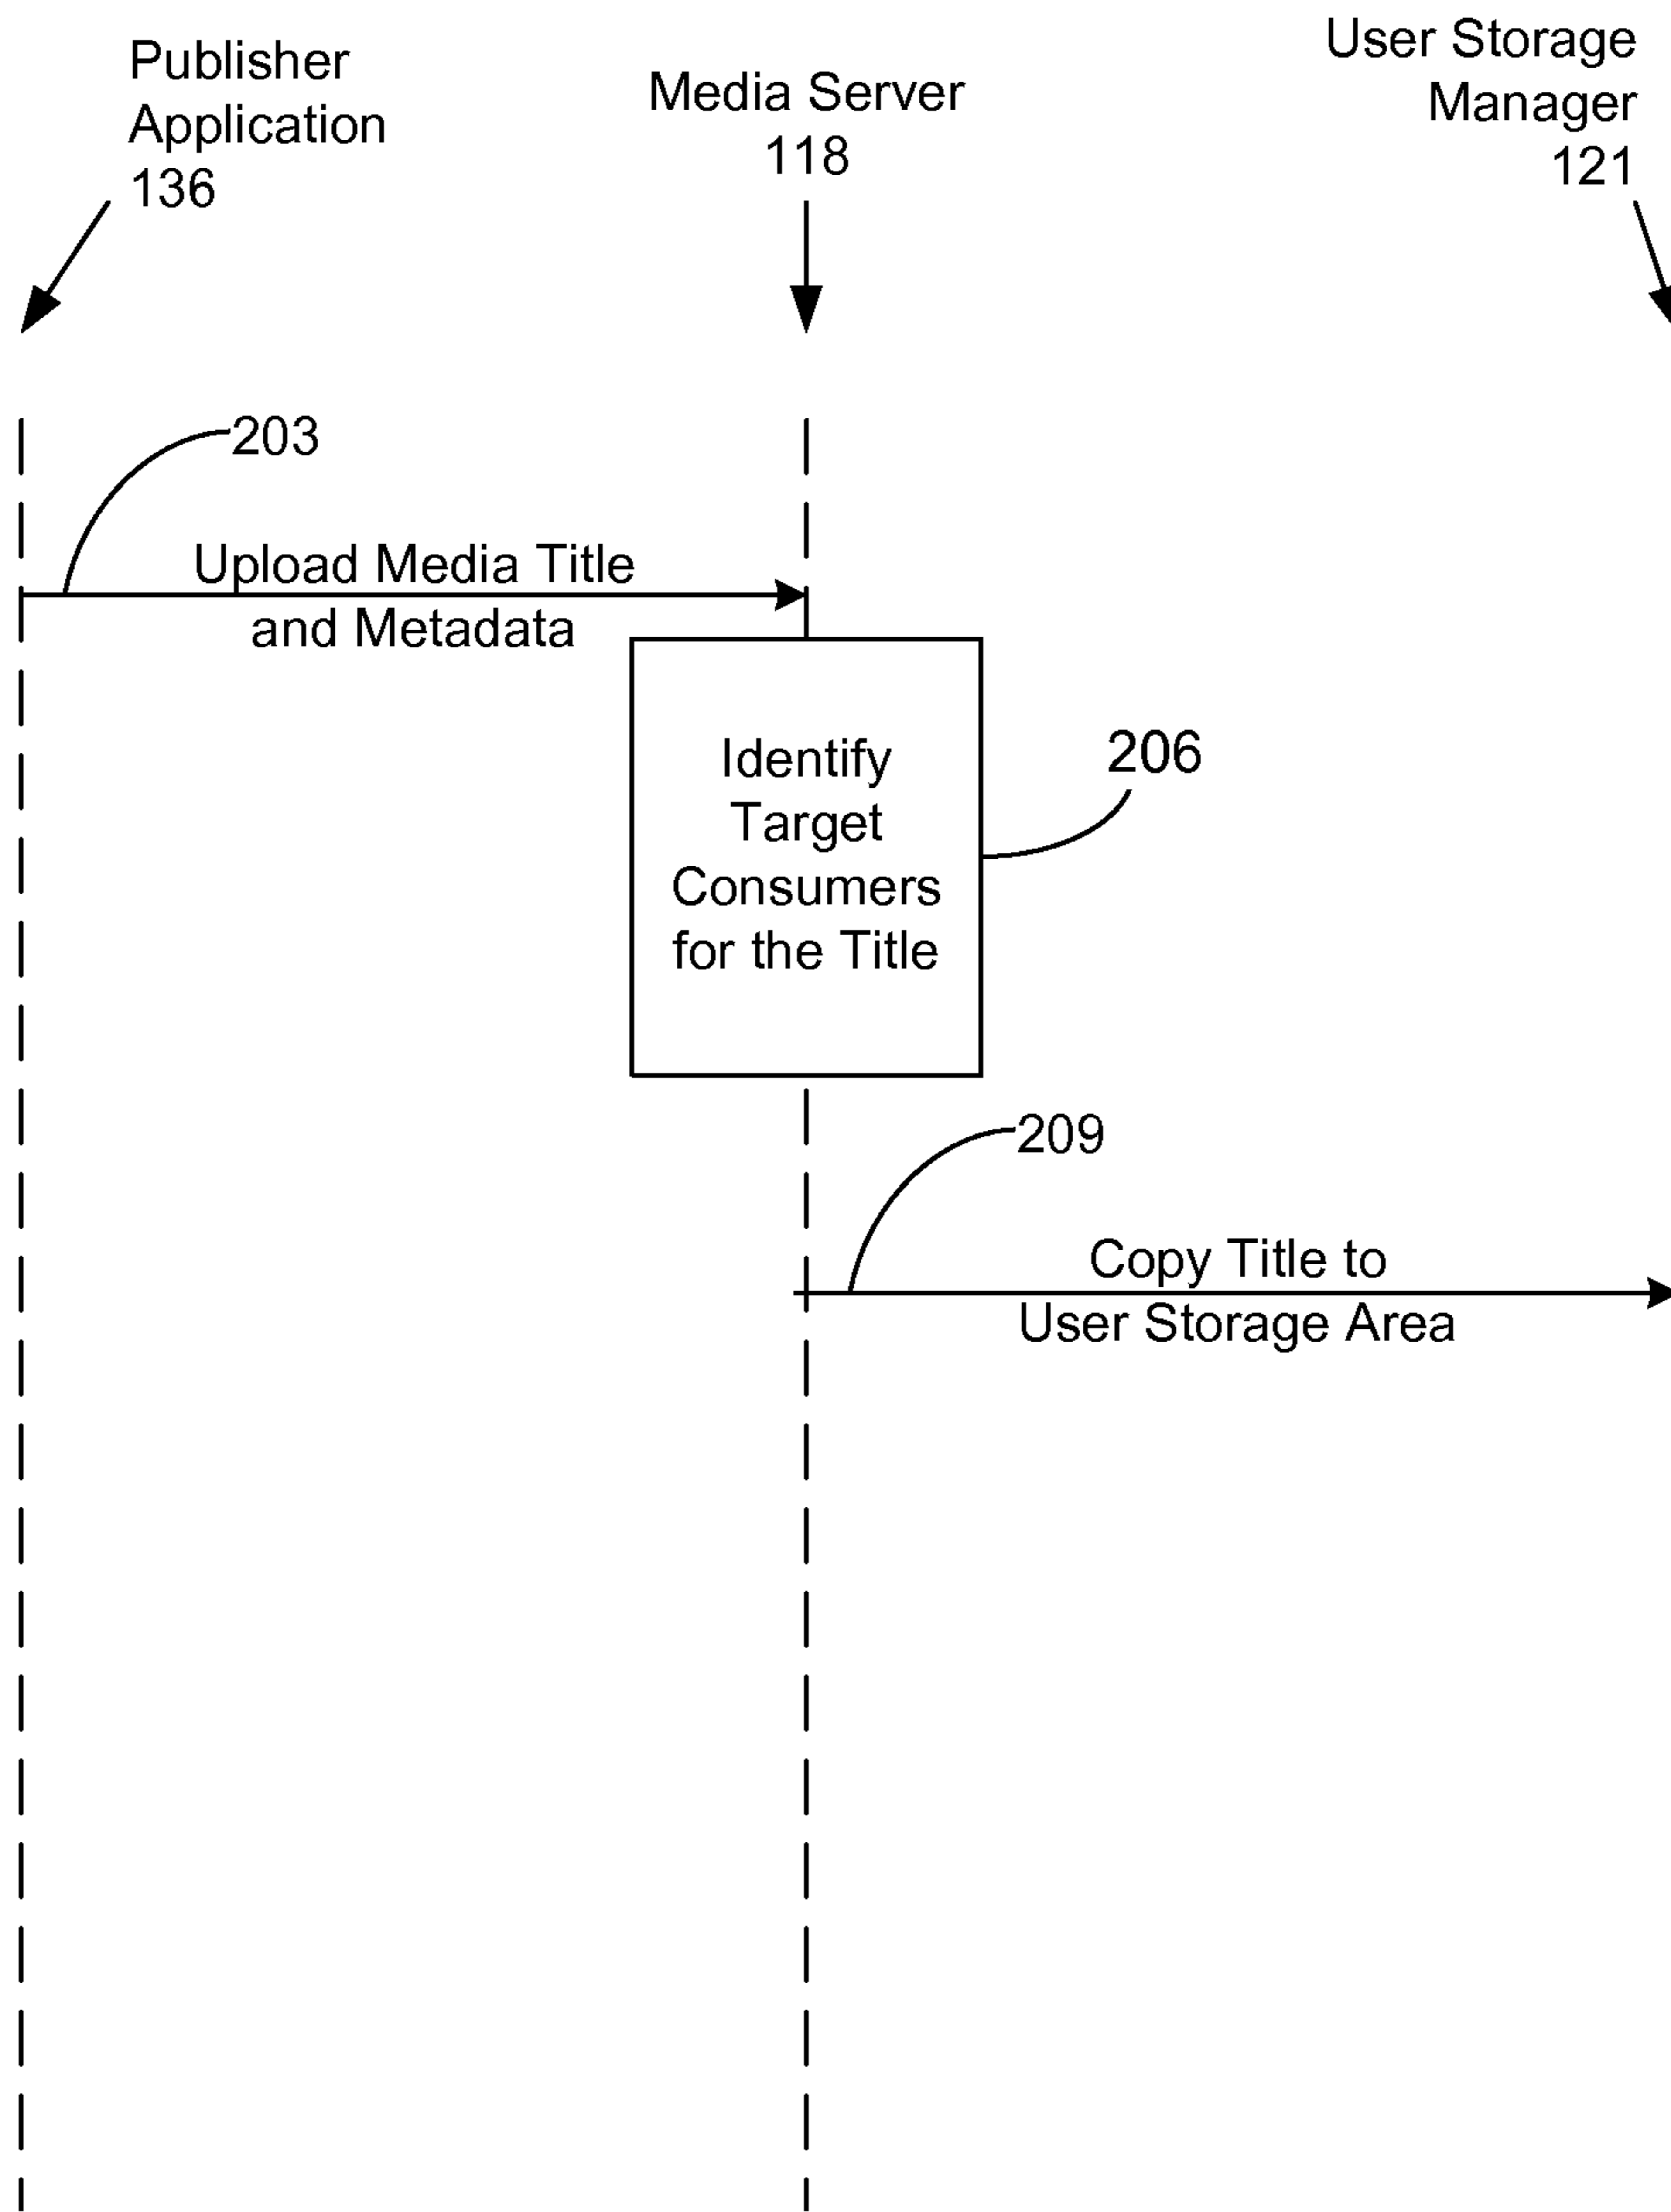 Publisher
Application
136
Media Server
118
User Storage
Manager
121
203
Upload Media Title
and Metadata
Identify
Target
Consumers
for the Title
206
209
Copy Title to
User Storage Area